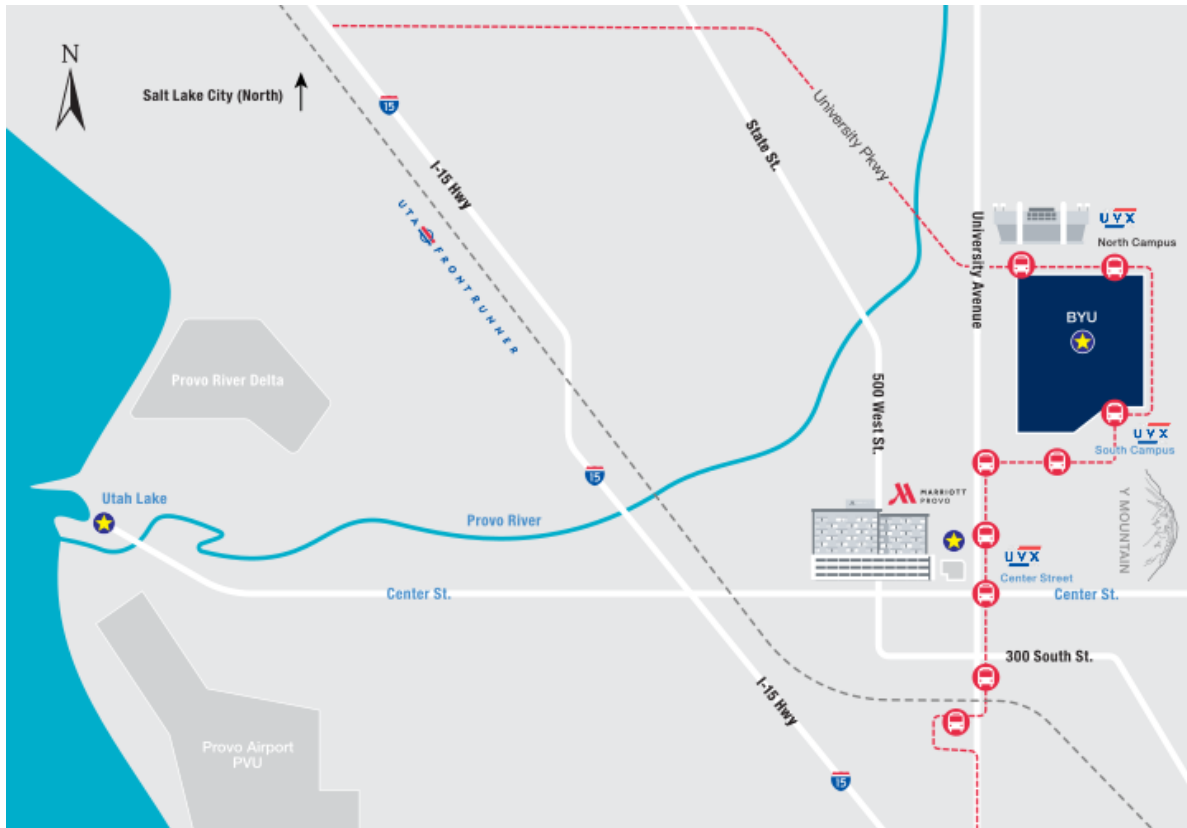 N
Salt Lake City (North)
15
I-15 Hwy
State St.
University Pkwy
UTA FRONTRUNNER
University Avenue
UVX
North Campus
BYU
Provo River Delta
500 West St.
UVX
South Campus
15
Utah Lake
Provo River
MARRIOTT
PROVO
Y MOUNTAIN
UVX
Center Street
Center St.
Center St.
300 South St.
I-15 Hwy
Provo Airport
PVU
15